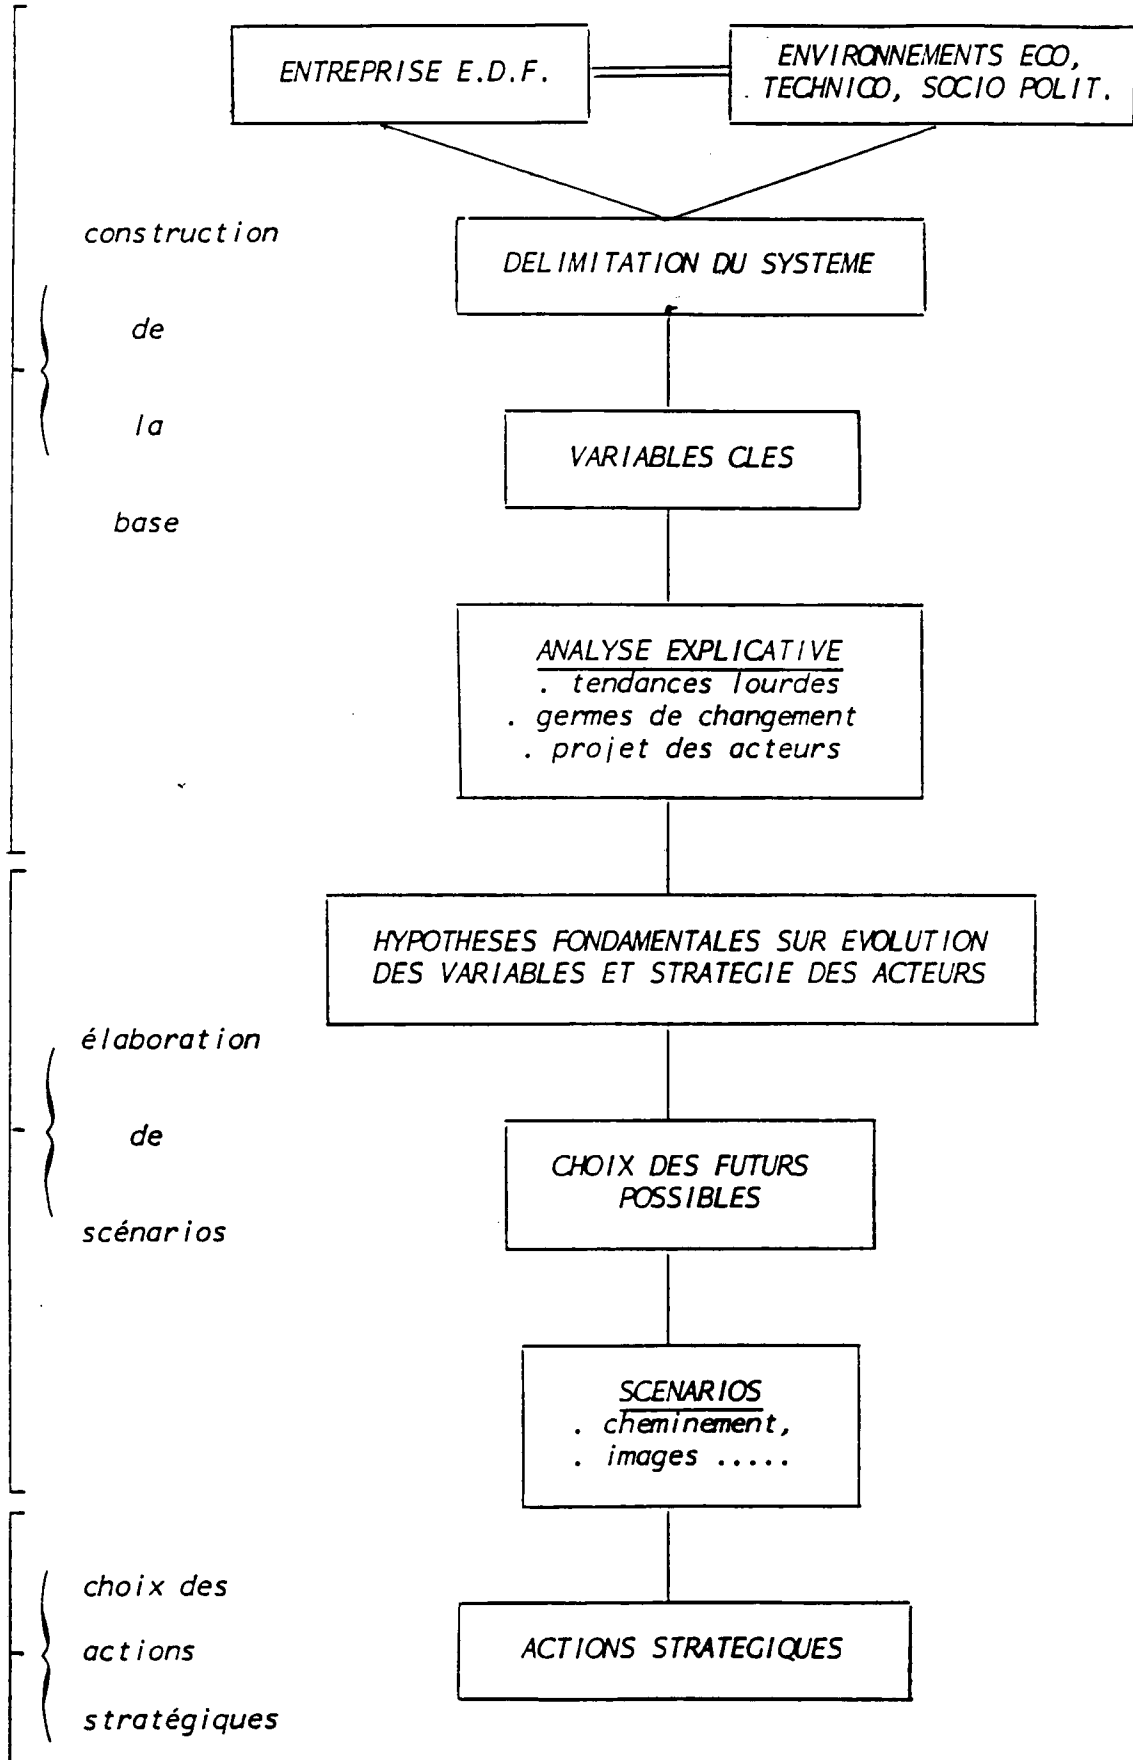 ENTREPRISE E.D.F.
ENVIRONNEMENTS ECO,
TECHNICO, SOCIO POLIT.
construction
de
la
base
DELIMITATION DU SYSTEME
VARIABLES CLES
ANALYSE EXPLICATIVE
. tendances lourdes
. germes de changement
. projet des acteurs
élaboration
de
scénarios
HYPOTHESES FONDAMENTALES SUR EVOLUTION
DES VARIABLES ET STRATEGIE DES ACTEURS
CHOIX DES FUTURS
POSSIBLES
SCENARIOS
. cheminement,
. images .....
choix des
actions
stratégiques
ACTIONS STRATEGIQUES